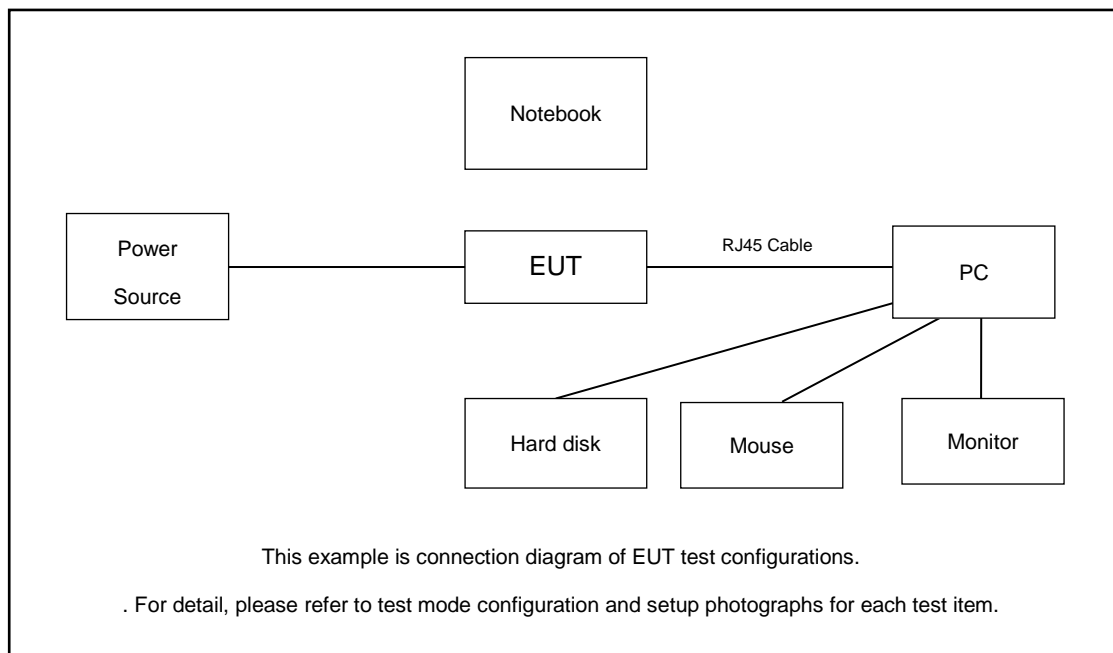 Notebook
Power
Source
EUT
RJ45 Cable
PC
Hard disk
Mouse
Monitor
This example is connection diagram of EUT test configurations.
. For detail, please refer to test mode configuration and setup photographs for each test item.